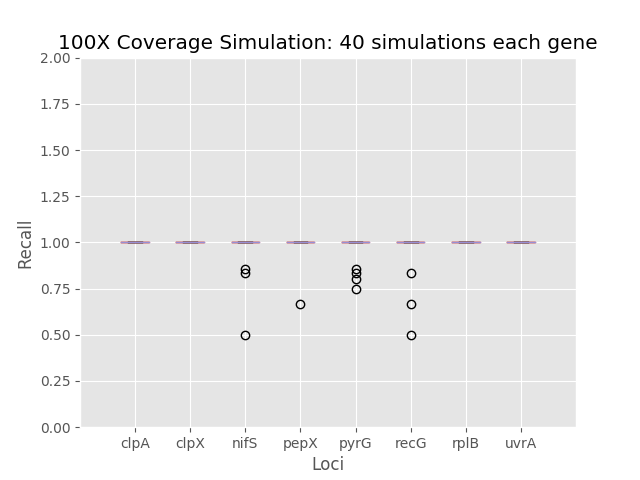 100X Coverage Simulation: 40 simulations each gene
2.00
1.75
1.50
1.25
1.00
0.75
0.50
0.25
0.00
Recall
clpA clpX nifS pepX pyrG recG rplB uvrA
Loci